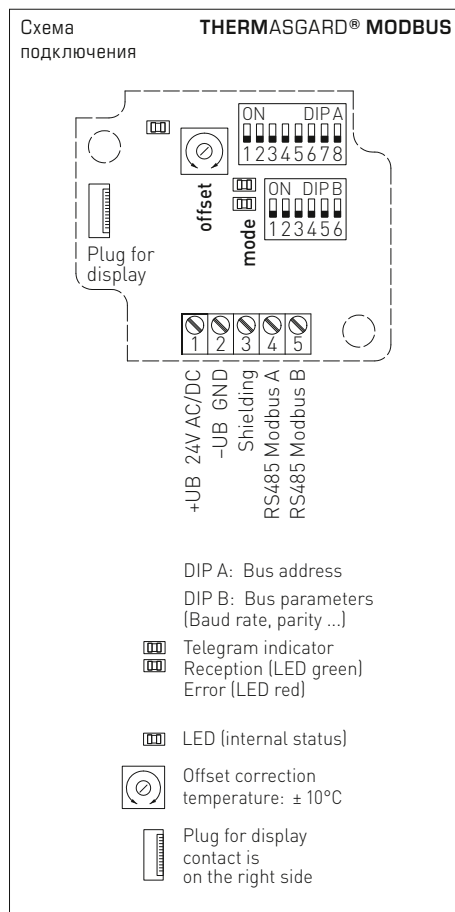 Схема
подключения
THERMASGARD® MODBUS
ON DIP A
1 2 3 4 5 6 7 8
offset
mode
ON DIP B
1 2 3 4 5 6
Plug for
display
1 2 3 4 5
+UB 24V AC/DC
–UB GND
Shielding
RS485 Modbus A
RS485 Modbus B
DIP A: Bus address
DIP B: Bus parameters
(Baud rate, parity ...)
Telegram indicator
Reception (LED green)
Error (LED red)
LED (internal status)
Offset correction
temperature: ± 10°C
Plug for display
contact is
on the right side